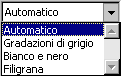 Automatico
Automatico
Gradazioni di grigio
Bianco e nero
Filigrana